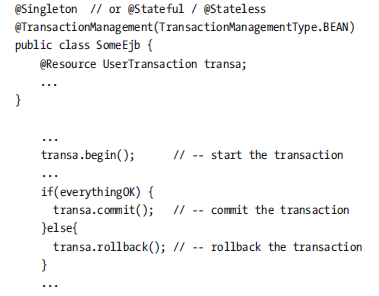 @Singleton  // or @Stateful / @Stateless
@TransactionManagement(TransactionManagementType.BEAN)
public class SomeEjb {
    @Resource UserTransaction transa;
    ...
}

    ...
    transa.begin();      // -- start the transaction
    ...
    if(everythingOK) {
      transa.commit();   // -- commit the transaction
    }else{
      transa.rollback(); // -- rollback the transaction
    }
    ...